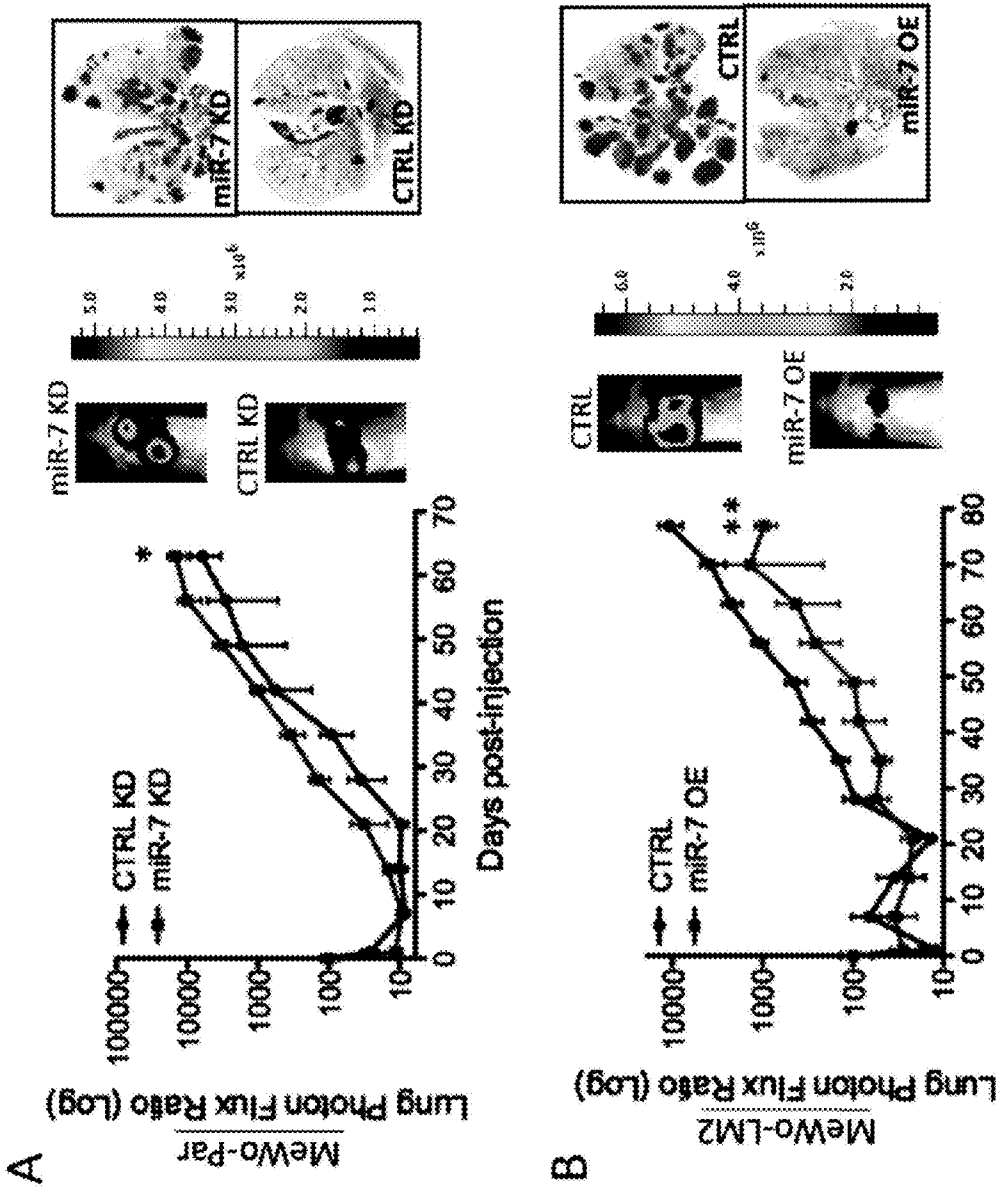 A
MeWo-Par
Lung Photon Flux Ratio (Log)
100000
10000
1000
100
10
CTRL KD
miR-7 KD
*
0 10 20 30 40 50 60 70
Days post-injection
miR-7 KD
CTRL KD
5.0
4.0
3.0
x10⁶
2.0
1.0
miR-7 KD
CTRL KD
B
MeWo-LM2
Lung Photon Flux Ratio (Log)
10000
1000
100
10
CTRL
miR-7 OE
**
0 10 20 30 40 50 60 70 80
CTRL
miR-7 OE
6.0
4.0
2.0
CTRL
miR-7 OE